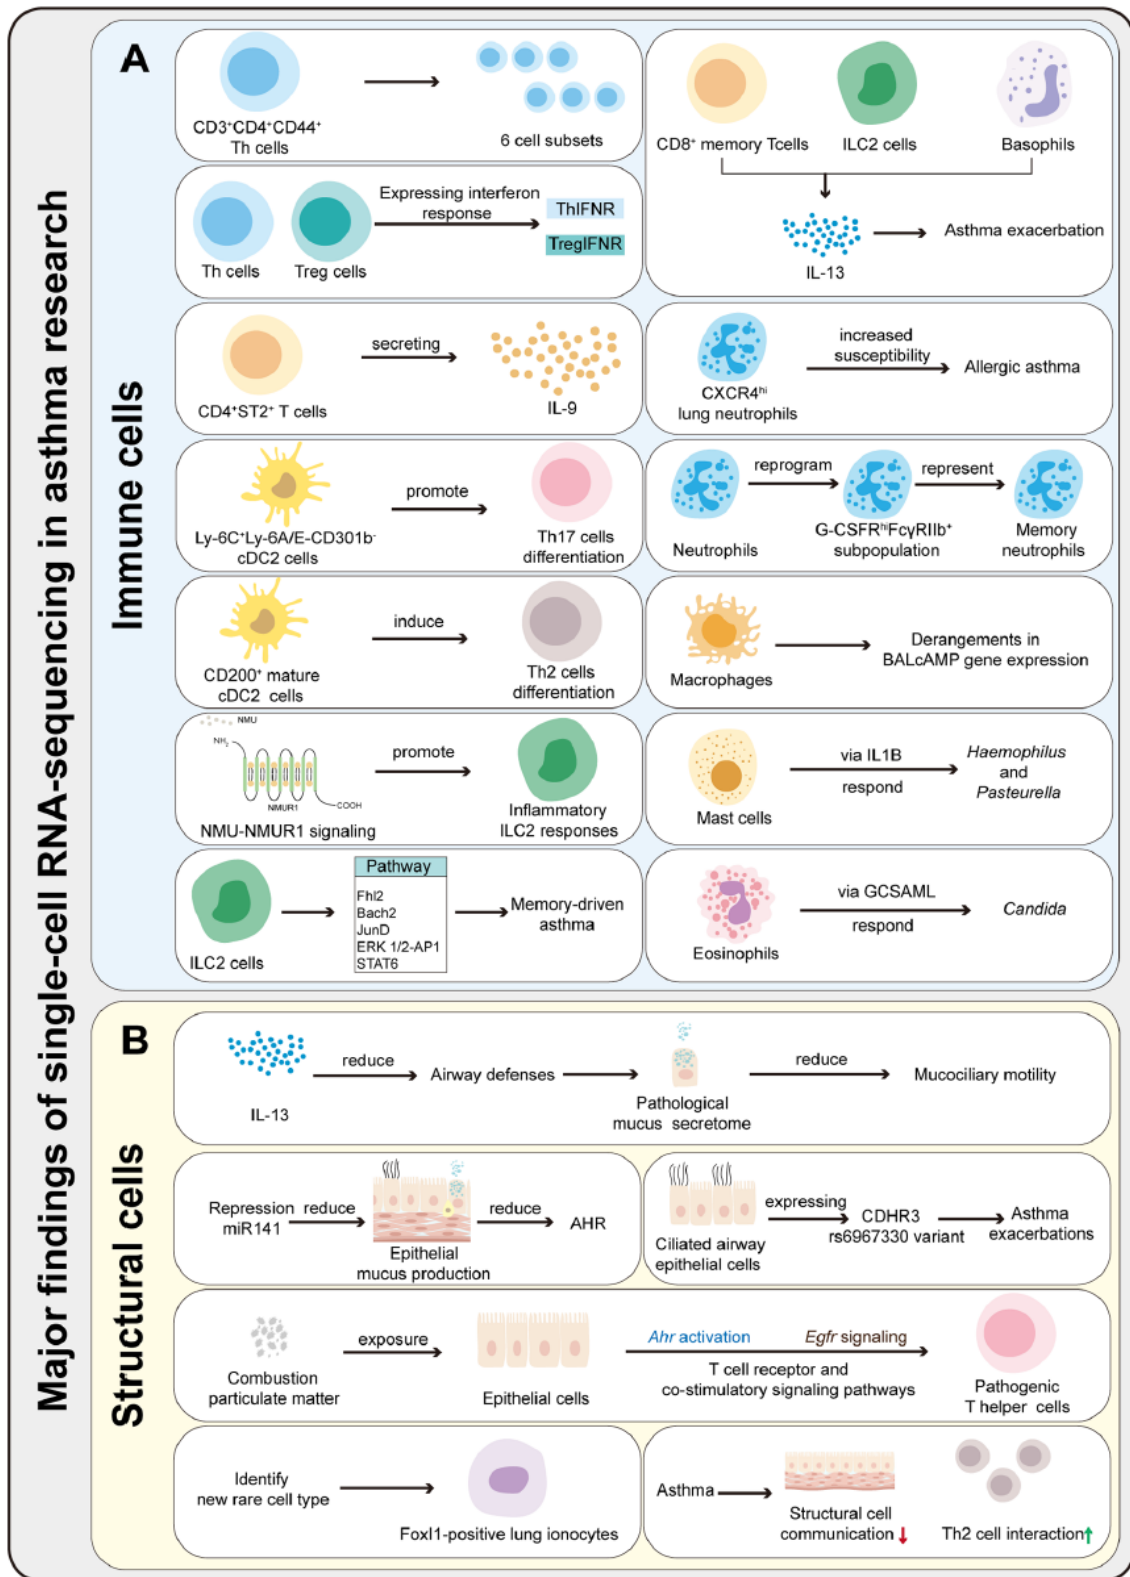 Major findings of single-cell RNA-sequencing in asthma research
A
Immune cells
CD3⁺CD4⁺CD44⁺
Th cells
6 cell subsets
CD8⁺ memory Tcells
ILC2 cells
Basophils
IL-13
Asthma exacerbation
Expressing interferon
response
ThIFNR
TregIFNR
Th cells
Treg cells
CD4⁺ST2⁺ T cells
secreting
IL-9
CXCR4ʰⁱ
lung neutrophils
increased
susceptibility
Allergic asthma
Ly-6C⁺Ly-6A/E-CD301b⁻
cDC2 cells
promote
Th17 cells
differentiation
Neutrophils
reprogram
G-CSFRʰⁱFcγRIIb⁺
subpopulation
represent
Memory
neutrophils
CD200⁺ mature
cDC2 cells
induce
Th2 cells
differentiation
Macrophages
Derangements in
BALcAMP gene expression
NMU
NH₂
NMUR1
COOH
NMU-NMUR1 signaling
promote
Inflammatory
ILC2 responses
Mast cells
via IL1B
respond
Haemophilus
and
Pasteurella
ILC2 cells
Pathway
Fhl2
Bach2
JunD
ERK 1/2-AP1
STAT6
Memory-driven
asthma
Eosinophils
via GCSAML
respond
Candida
B
Structural cells
IL-13
reduce
Airway defenses
Pathological
mucus secretome
reduce
Mucociliary motility
Repression
miR141
reduce
Epithelial
mucus production
reduce
AHR
Ciliated airway
epithelial cells
expressing
CDHR3
rs6967330 variant
Asthma
exacerbations
Combustion
particulate matter
exposure
Epithelial cells
Ahr activation
Egfr signaling
T cell receptor and
co-stimulatory signaling pathways
Pathogenic
T helper cells
Identify
new rare cell type
Foxl1-positive lung ionocytes
Asthma
Structural cell
communication↓
Th2 cell interaction↑